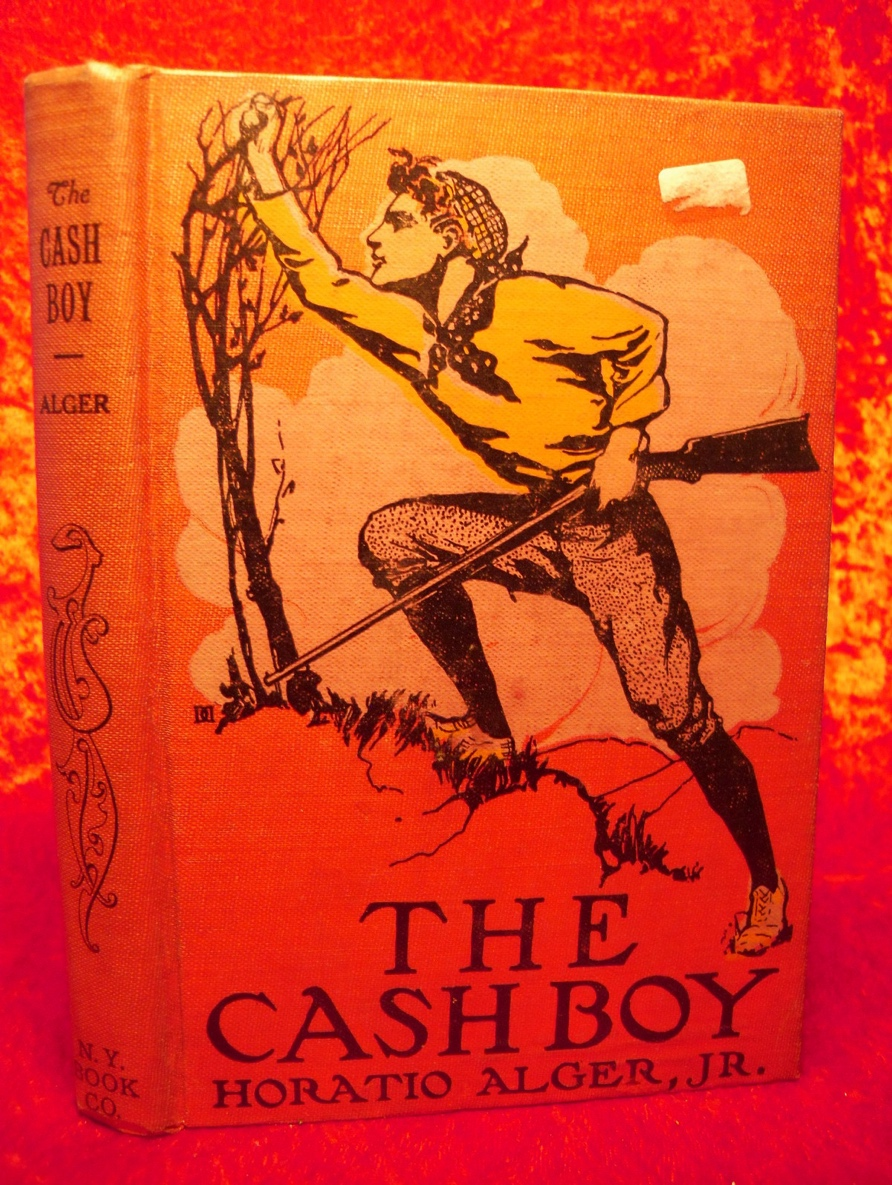 The
CASH
BOY
ALGER
N.Y.
BOOK
CO.
THE
CASH BOY
HORATIO ALGER, JR.